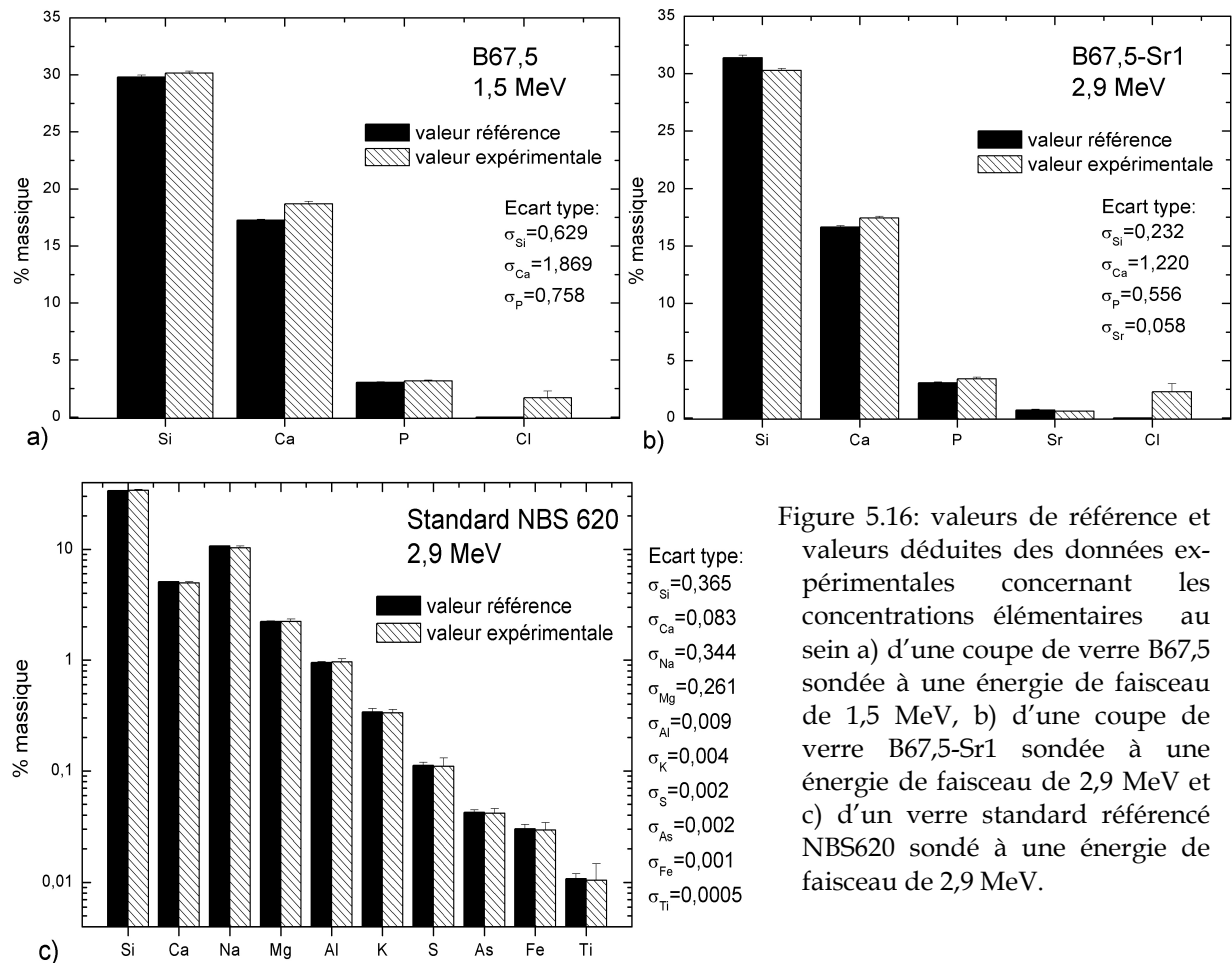 35
30
25
20
15
10
5
0
% massique
B67,5
1,5 MeV
valeur référence
valeur expérimentale
Ecart type:
σSi=0,629
σCa=1,869
σP=0,758
Si Ca P Cl
a)
35
30
25
20
15
10
5
0
% massique
B67,5-Sr1
2,9 MeV
valeur référence
valeur expérimentale
Ecart type:
σSi=0,232
σCa=1,220
σP=0,556
σSr=0,058
Si Ca P Sr Cl
b)
10
1
0,1
0,01
% massique
Standard NBS 620
2,9 MeV
valeur référence
valeur expérimentale
Ecart type:
σSi=0,365
σCa=0,083
σNa=0,344
σMg=0,261
σAl=0,009
σK=0,004
σS=0,002
σAs=0,002
σFe=0,001
σTi=0,0005
Si Ca Na Mg Al K S As Fe Ti
c)
Figure 5.16: valeurs de référence et
valeurs déduites des données ex-
périmentales concernant les
concentrations élémentaires au
sein a) d'une coupe de verre B67,5
sondée à une énergie de faisceau
de 1,5 MeV, b) d'une coupe de
verre B67,5-Sr1 sondée à une
énergie de faisceau de 2,9 MeV et
c) d'un verre standard référencé
NBS620 sondé à une énergie de
faisceau de 2,9 MeV.